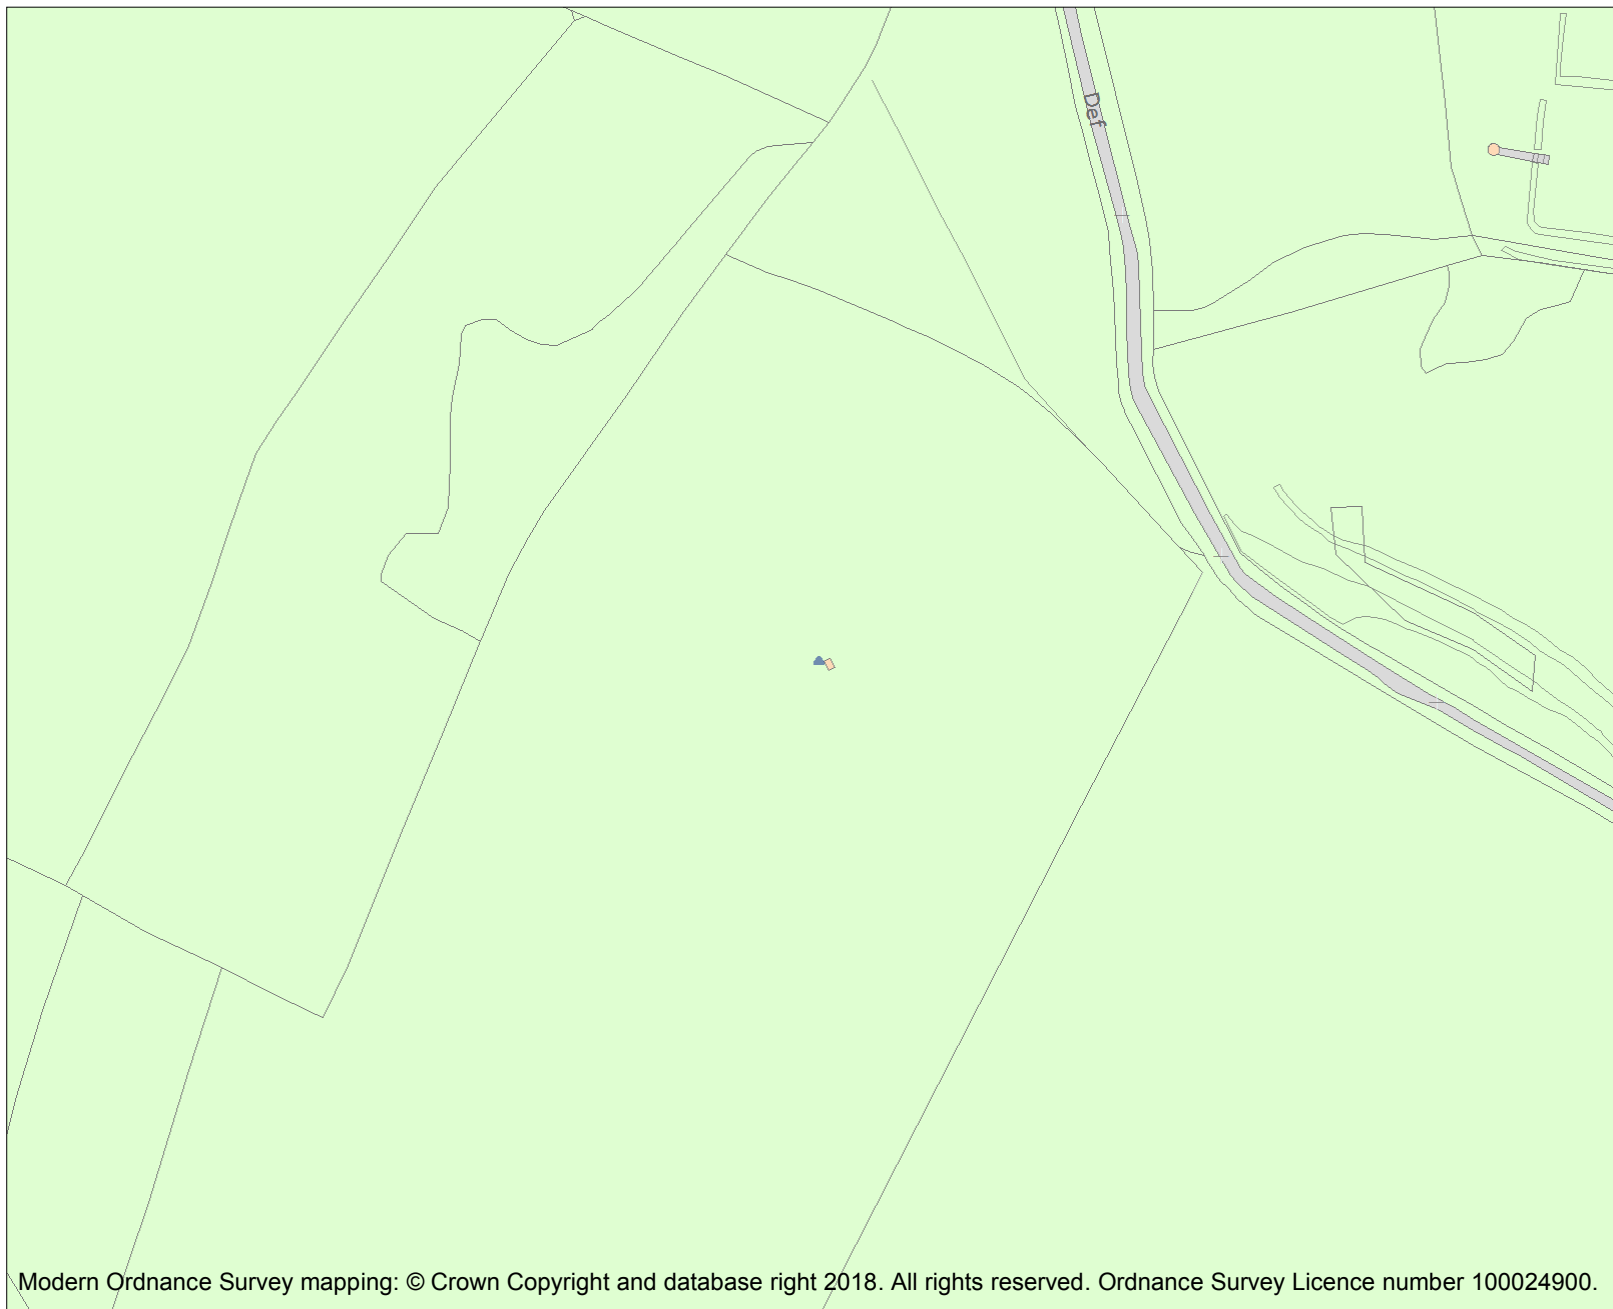 Def
Modern Ordnance Survey mapping: © Crown Copyright and database right 2018. All rights reserved. Ordnance Survey Licence number 100024900.